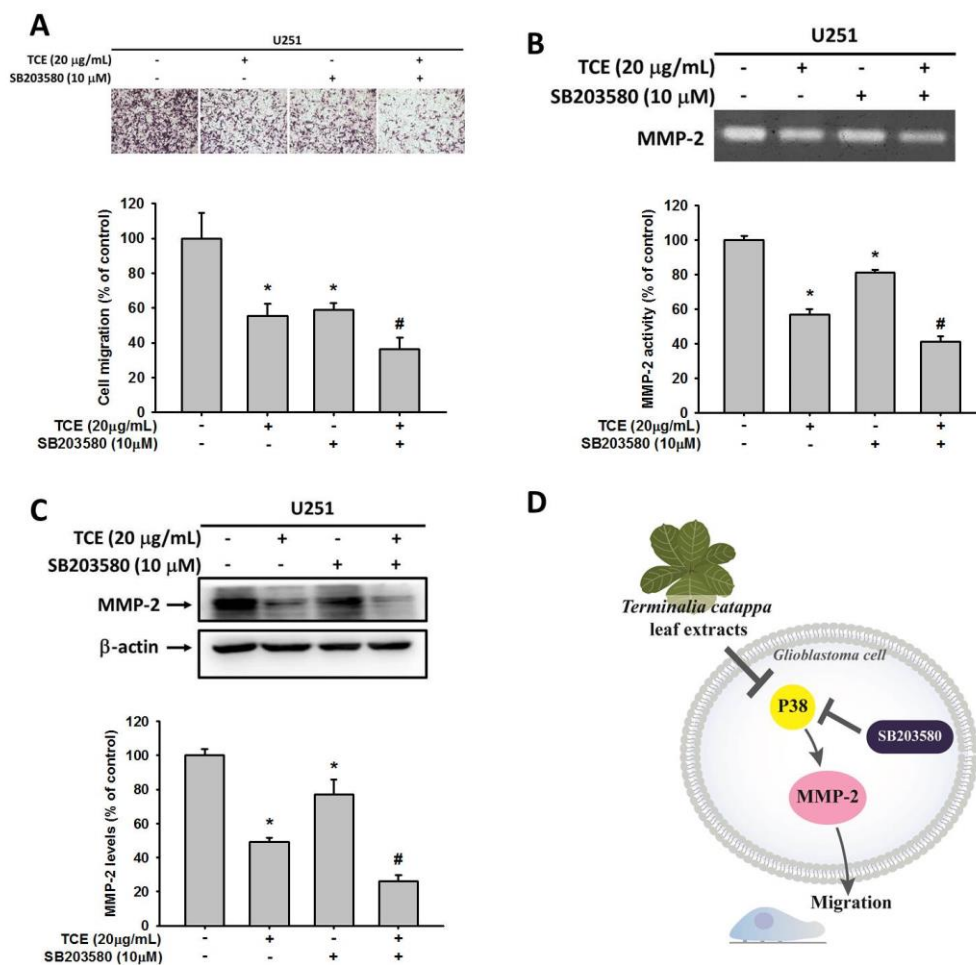 A
U251
TCE (20 µg/mL) - + - +
SB203580 (10 µM) - - + +
Cell migration (% of control)
120
100
80
60
40
20
0
*
*
#
TCE (20µg/mL) - + - +
SB203580 (10µM) - - + +
B
U251
TCE (20 µg/mL) - + - +
SB203580 (10 µM) - - + +
MMP-2
MMP-2 activity (% of control)
120
100
80
60
40
20
0
*
*
#
TCE (20µg/mL) - + - +
SB203580 (10µM) - - + +
C
U251
TCE (20 µg/mL) - + - +
SB203580 (10 µM) - - + +
MMP-2
β-actin
MMP-2 levels (% of control)
120
100
80
60
40
20
0
*
*
#
TCE (20µg/mL) - + - +
SB203580 (10µM) - - + +
D
Terminalia catappa
leaf extracts
Glioblastoma cell
P38
SB203580
MMP-2
Migration